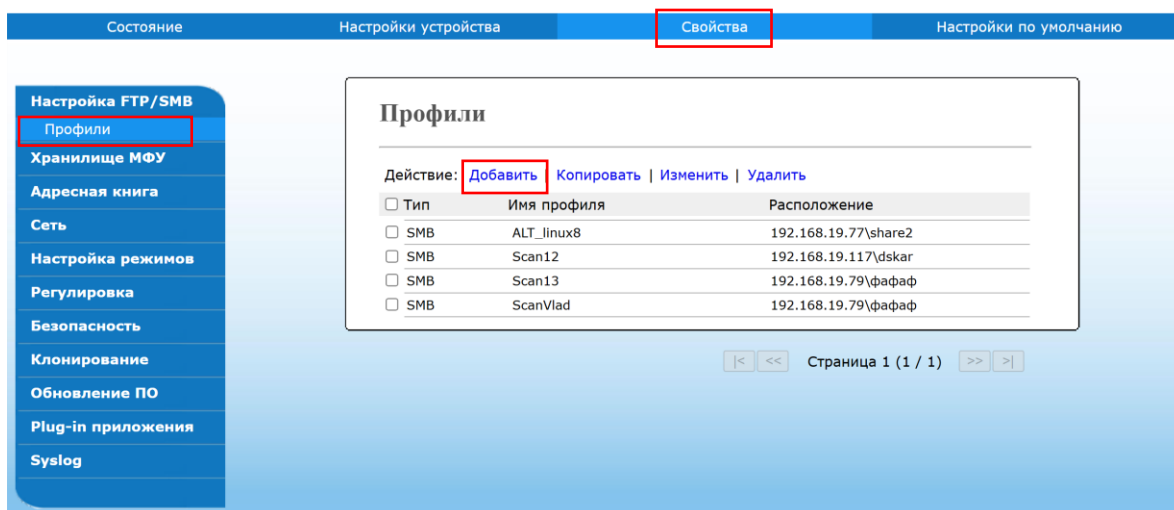 Состояние Настройки устройства Свойства Настройки по умолчанию
Настройка FTP/SMB
Профили
Хранилище МФУ
Адресная книга
Сеть
Настройка режимов
Регулировка
Безопасность
Клонирование
Обновление ПО
Plug-in приложения
Syslog
Профили
Действие: Добавить | Копировать | Изменить | Удалить
Тип Имя профиля Расположение
SMB ALT_linux8 192.168.19.77\share2
SMB Scan12 192.168.19.117\dskar
SMB Scan13 192.168.19.79\фафаф
SMB ScanVlad 192.168.19.79\фафаф
|< << Страница 1 (1 / 1) >> >|